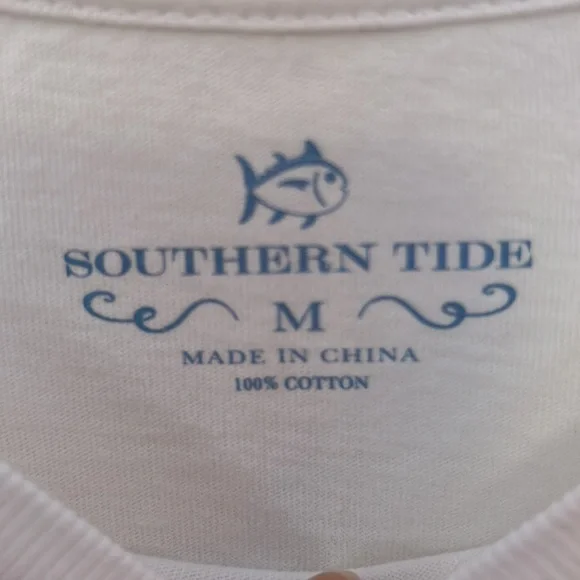 SOUTHERN TIDE
M
MADE IN CHINA
100% COTTON